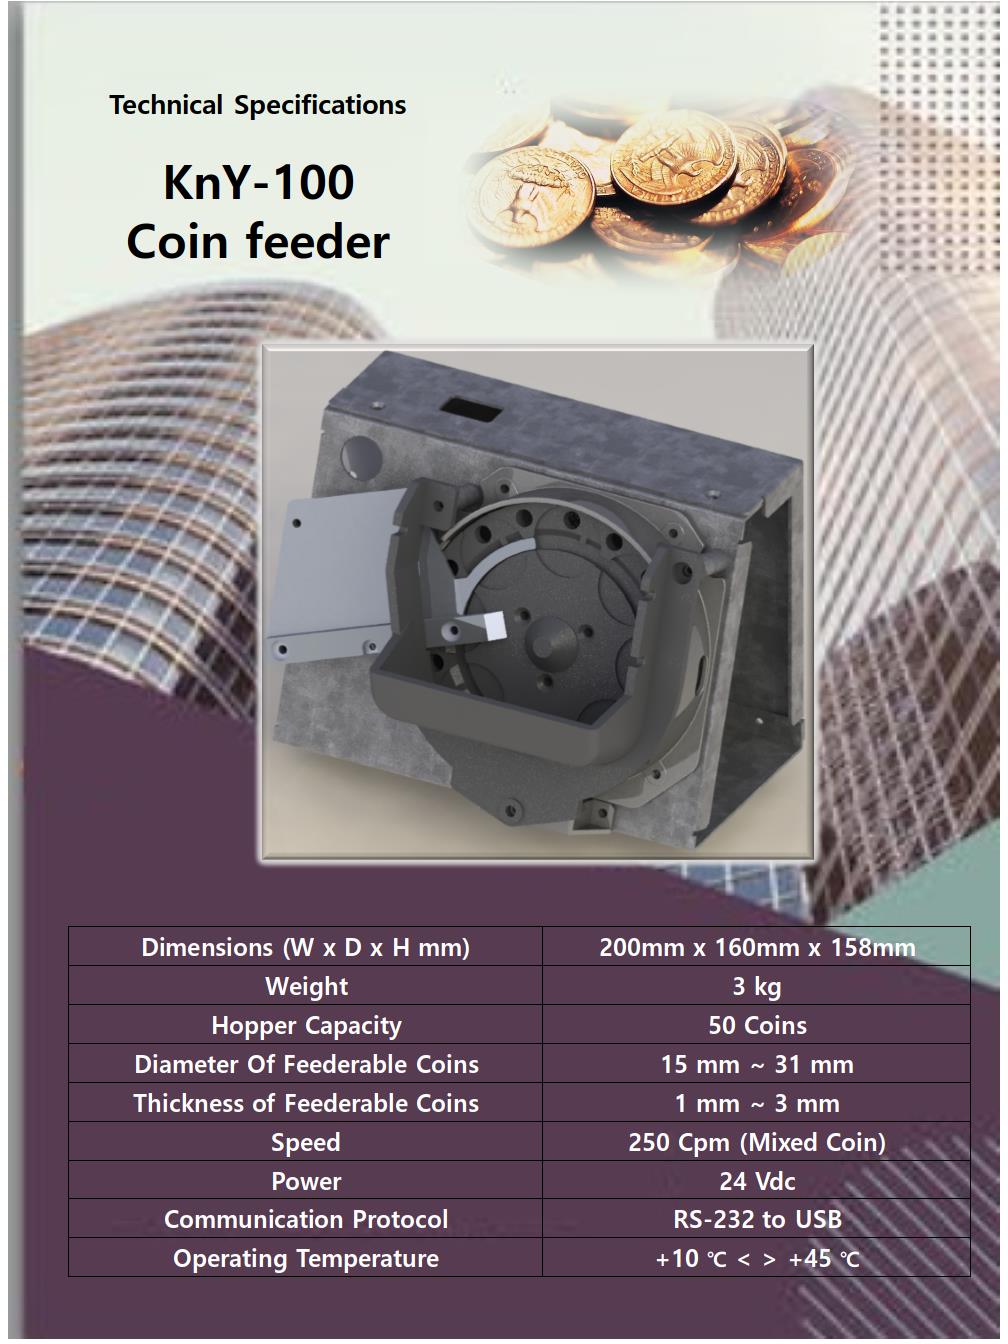 Technical Specifications
KnY-100
Coin feeder
Dimensions (W x D x H mm) 200mm x 160mm x 158mm
Weight 3 kg
Hopper Capacity 50 Coins
Diameter Of Feederable Coins 15 mm ~ 31 mm
Thickness of Feederable Coins 1 mm ~ 3 mm
Speed 250 Cpm (Mixed Coin)
Power 24 Vdc
Communication Protocol RS-232 to USB
Operating Temperature +10 ℃ < > +45 ℃